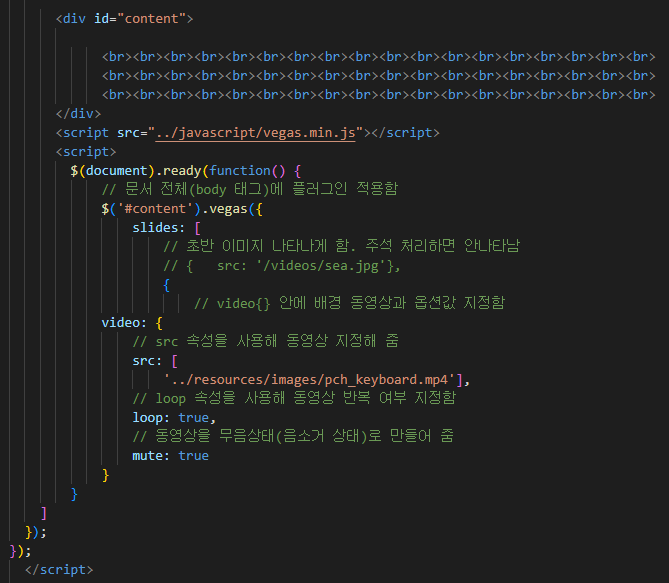 <div id="content">
<br><br><br><br><br><br><br><br><br><br><br><br><br><br><br><br><br><br>
<br><br><br><br><br><br><br><br><br><br><br><br><br><br><br><br><br><br>
<br><br><br><br><br><br><br><br><br><br><br><br><br><br><br><br><br><br>
</div>
<script src="../javascript/vegas.min.js"></script>
<script>
$(document).ready(function() {
// 문서 전체(body 태그)에 플러그인 적용함
$('#content').vegas({
slides: [
// 초반 이미지 나타나게 함. 주석 처리하면 안나타남
// {   src: '/videos/sea.jpg'},
{
// video{} 안에 배경 동영상과 옵션값 지정함
video: {
// src 속성을 사용해 동영상 지정해 줌
src: [
'../resources/images/pch_keyboard.mp4'],
// loop 속성을 사용해 동영상 반복 여부 지정함
loop: true,
// 동영상을 무음상태(음소거 상태)로 만들어 줌
mute: true
}
}
]
});
});
</script>